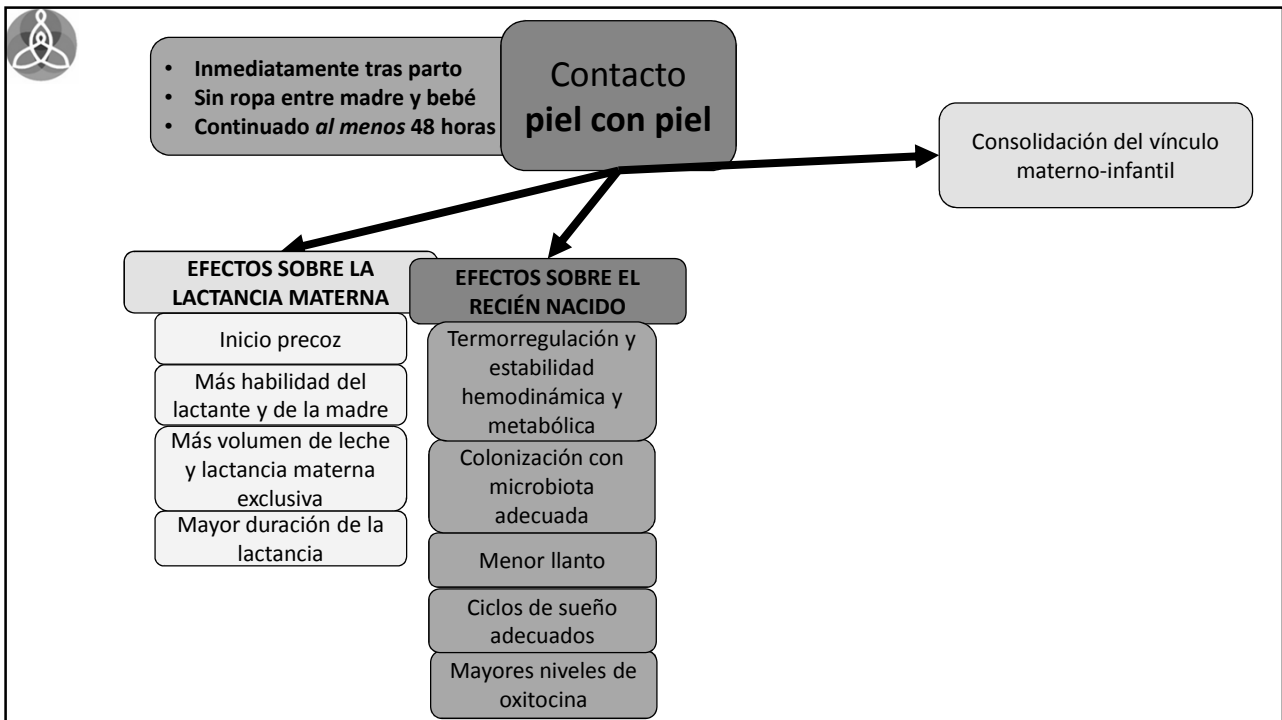 • Inmediatamente tras parto
• Sin ropa entre madre y bebé
• Continuado al menos 48 horas
Contacto
piel con piel
Consolidación del vínculo
materno-infantil
EFECTOS SOBRE LA
LACTANCIA MATERNA
Inicio precoz
Más habilidad del
lactante y de la madre
Más volumen de leche
y lactancia materna
exclusiva
Mayor duración de la
lactancia
EFECTOS SOBRE EL
RECIÉN NACIDO
Termorregulación y
estabilidad
hemodinámica y
metabólica
Colonización con
microbiota
adecuada
Menor llanto
Ciclos de sueño
adecuados
Mayores niveles de
oxitocina